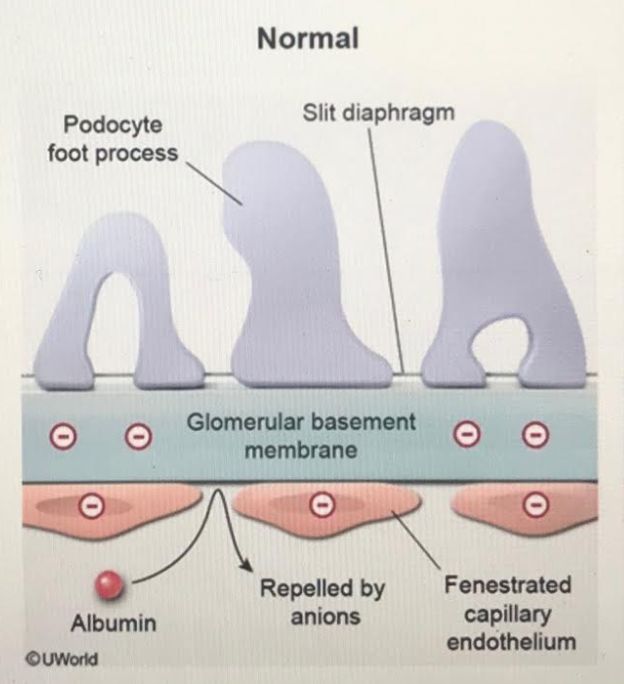 Normal
Podocyte
foot process
Slit diaphragm
Glomerular basement
membrane
Albumin
Repelled by
anions
Fenestrated
capillary
endothelium
©UWorld